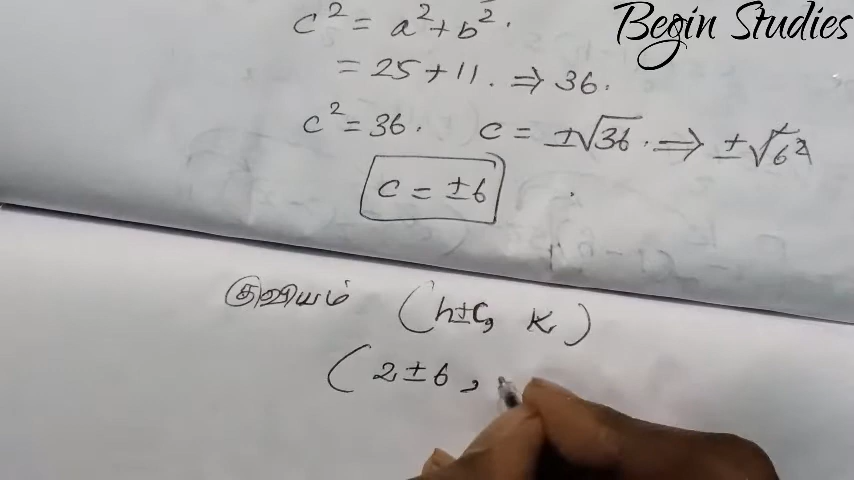 Begin Studies
c² = a² + b².
= 25 + 11. ⇒ 36.
c² = 36. c = ±√36. ⇒ ±√6²
c = ±6
குவியம் (h±c, K)
(2 ± 6,